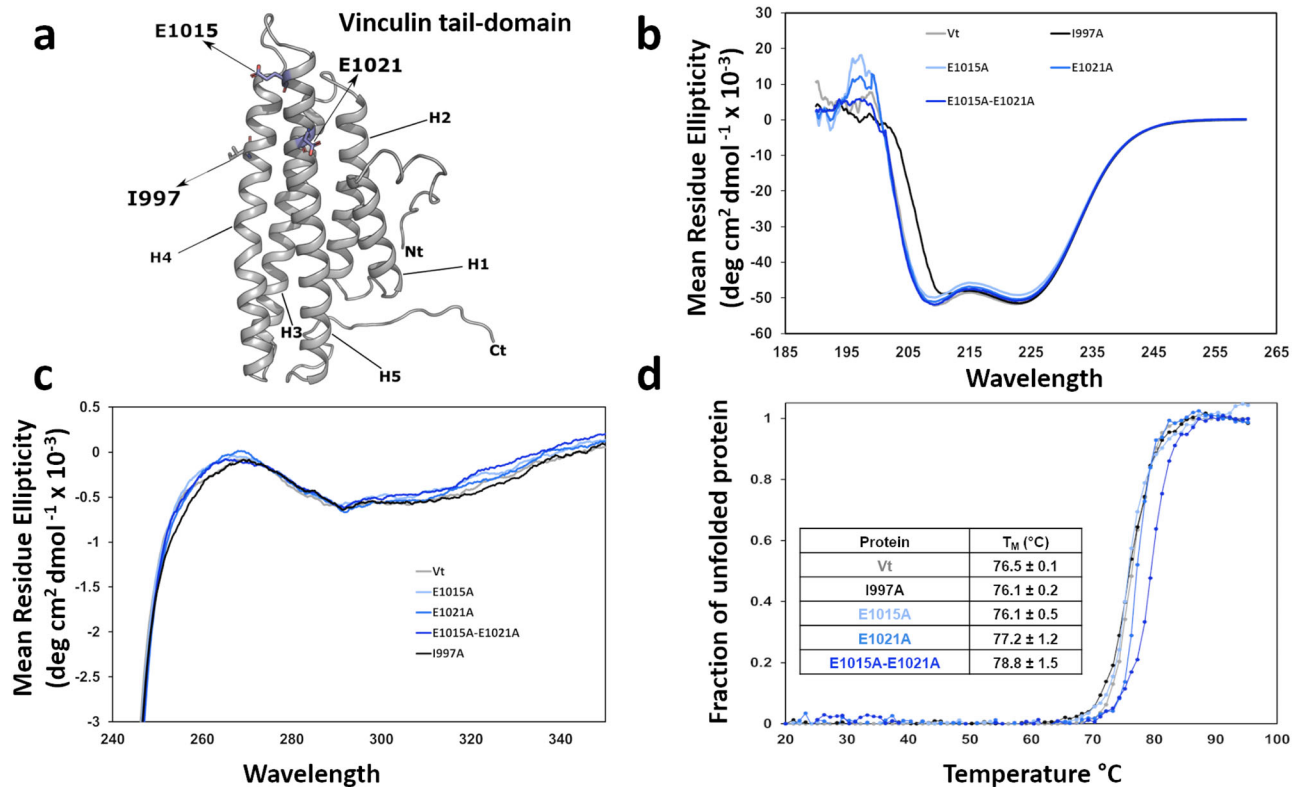 a
Vinculin tail-domain
E1015
E1021
H2
I997
H4
Nt
H1
H3
Ct
H5
b
Mean Residue Ellipticity
(deg cm² dmol ⁻¹ x 10⁻³)
Vt
I997A
E1015A
E1021A
E1015A-E1021A
30
20
10
0
-10
-20
-30
-40
-50
-60
185 195 205 215 225 235 245 255 265
Wavelength
c
Mean Residue Ellipticity
(deg cm² dmol ⁻¹ x 10⁻³)
0.5
0
-0.5
-1
-1.5
-2
-2.5
-3
Vt
E1015A
E1021A
E1015A-E1021A
I997A
240 260 280 300 320 340
Wavelength
d
Fraction of unfolded protein
1
0.8
0.6
0.4
0.2
0
Protein TM (°C)
Vt 76.5 ± 0.1
I997A 76.1 ± 0.2
E1015A 76.1 ± 0.5
E1021A 77.2 ± 1.2
E1015A-E1021A 78.8 ± 1.5
20 30 40 50 60 70 80 90 100
Temperature °C